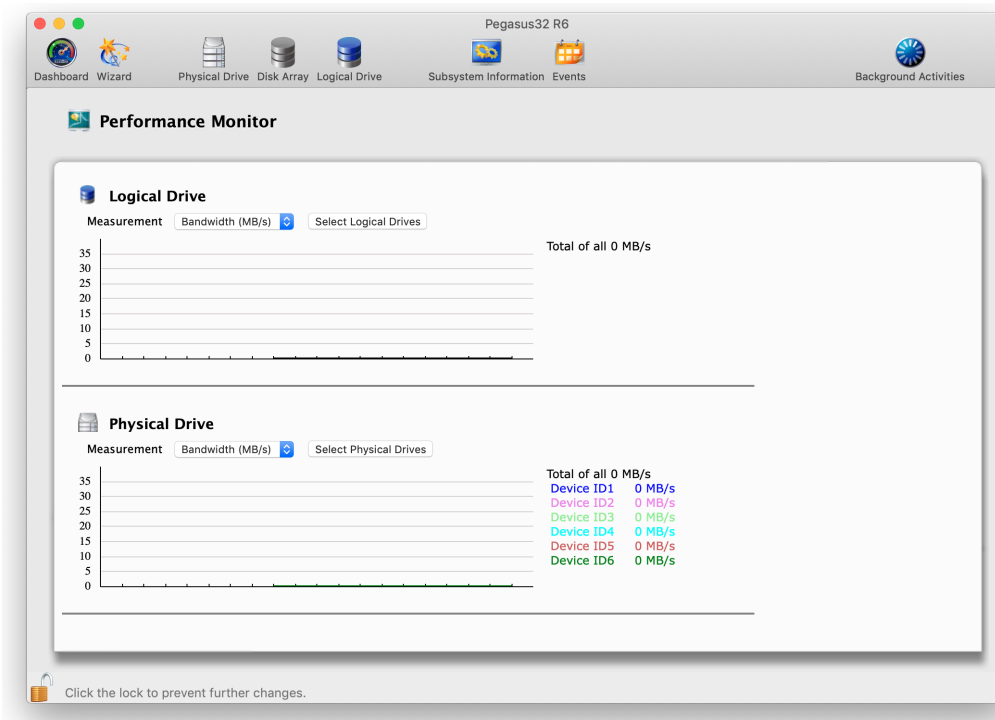 Pegasus32 R6
Dashboard Wizard Physical Drive Disk Array Logical Drive Subsystem Information Events Background Activities
Performance Monitor
Logical Drive
Measurement Bandwidth (MB/s) Select Logical Drives
Total of all 0 MB/s
35
30
25
20
15
10
5
0
Physical Drive
Measurement Bandwidth (MB/s) Select Physical Drives
Total of all 0 MB/s
Device ID1 0 MB/s
Device ID2 0 MB/s
Device ID3 0 MB/s
Device ID4 0 MB/s
Device ID5 0 MB/s
Device ID6 0 MB/s
35
30
25
20
15
10
5
0
Click the lock to prevent further changes.